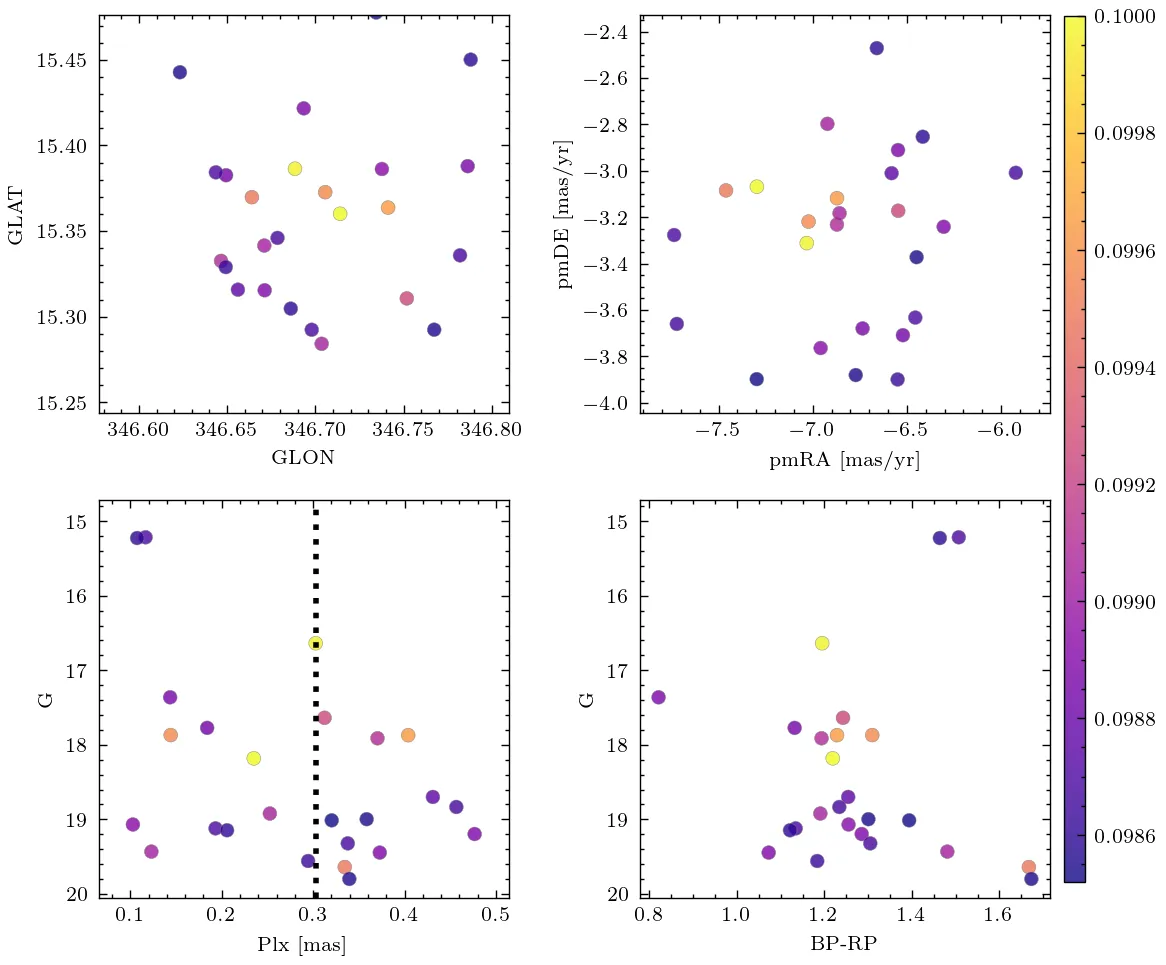 15.45
15.40
15.35
15.30
15.25
GLAT
346.60 346.65 346.70 346.75 346.80
GLON
−2.4
−2.6
−2.8
−3.0
−3.2
−3.4
−3.6
−3.8
−4.0
pmDE [mas/yr]
−7.5 −7.0 −6.5 −6.0
pmRA [mas/yr]
15
16
17
18
19
20
G
0.1 0.2 0.3 0.4 0.5
Plx [mas]
15
16
17
18
19
20
G
0.8 1.0 1.2 1.4 1.6
BP-RP
0.1000
0.0998
0.0996
0.0994
0.0992
0.0990
0.0988
0.0986